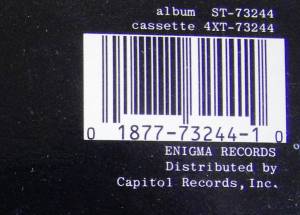 album ST-73244
cassette 4XT-73244
0 1877-73244-1 0
ENIGMA RECORDS
Distributed by
Capitol Records, Inc.